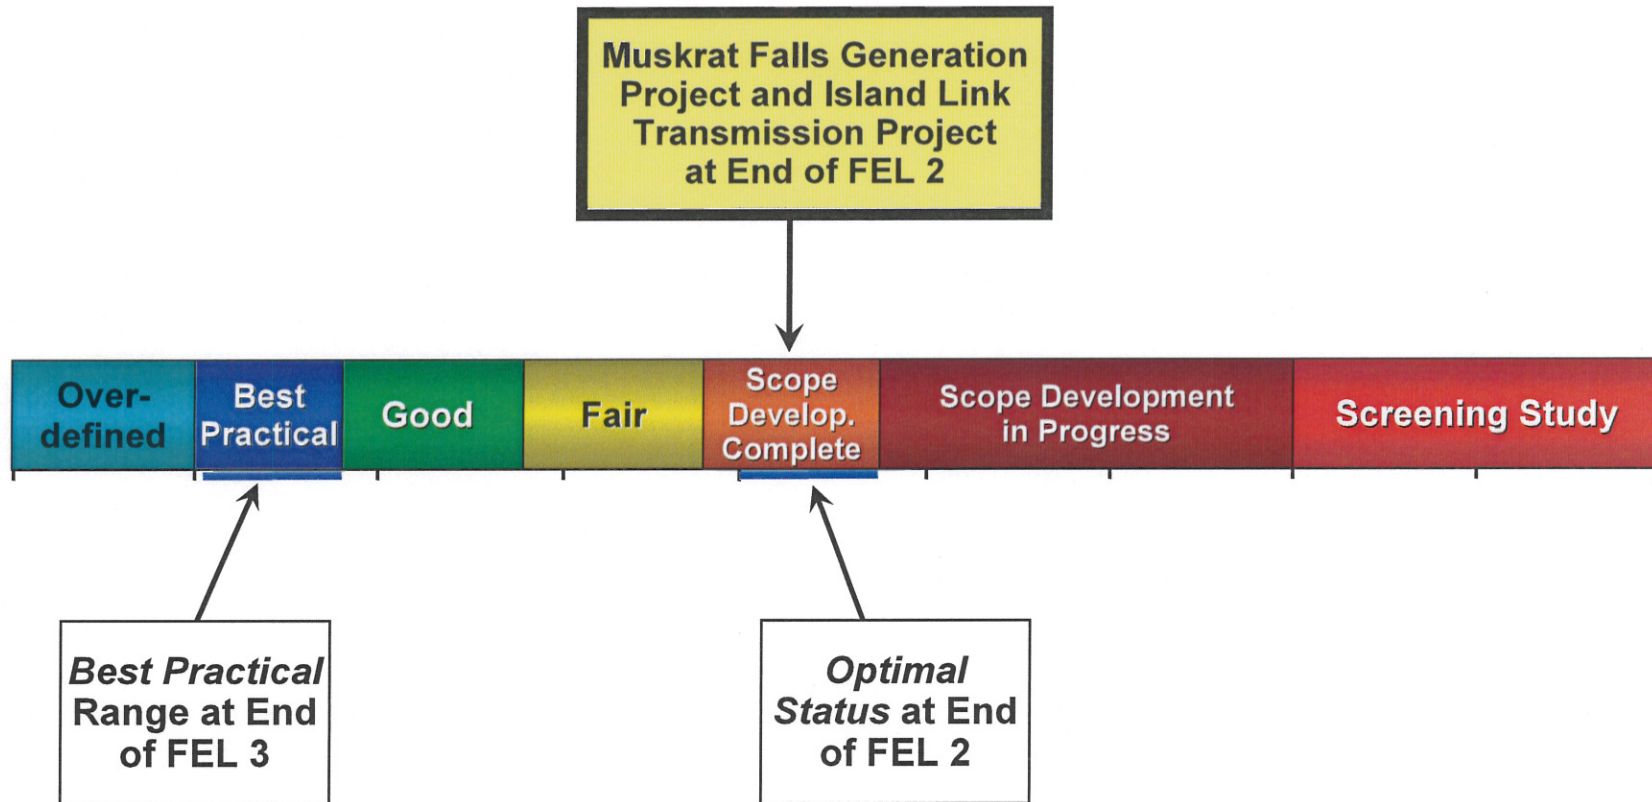 Muskrat Falls Generation
Project and Island Link
Transmission Project
at End of FEL 2
Over-
defined
Best
Practical
Good
Fair
Scope
Develop.
Complete
Scope Development
in Progress
Screening Study
Best Practical
Range at End
of FEL 3
Optimal
Status at End
of FEL 2